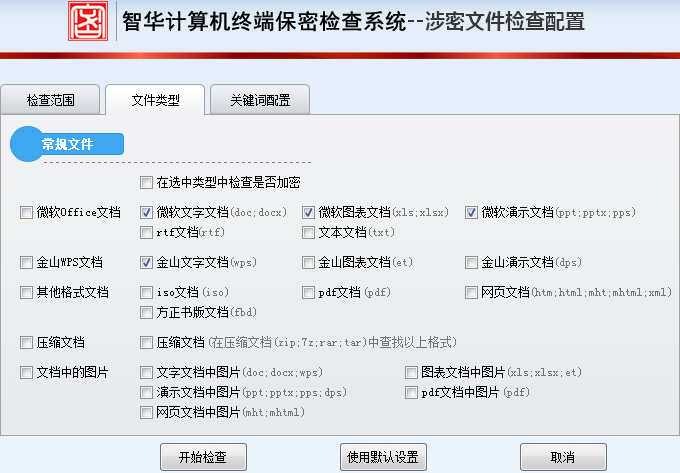 智华计算机终端保密检查系统--涉密文件检查配置
检查范围 文件类型 关键词配置
常规文件
在选中类型中检查是否加密
微软Office文档 微软文字文档(doc;docx) 微软图表文档(xls;xlsx) 微软演示文档(ppt;pptx;pps)
rtf文档(rtf) 文本文档(txt)
金山WPS文档 金山文字文档(wps) 金山图表文档(et) 金山演示文档(dps)
其他格式文档 iso文档(iso) pdf文档(pdf) 网页文档(htm;html;mht;mhtml;xml)
方正书版文档(fbd)
压缩文档 压缩文档(在压缩文档(zip;7z;rar;tar)中查找以上格式)
文档中的图片 文字文档中图片(doc;docx;wps) 图表文档中图片(xls;xlsx;et)
演示文档中图片(ppt;pptx;pps;dps) pdf文档中图片(pdf)
网页文档中图片(mht;mhtml)
开始检查 使用默认设置 取消